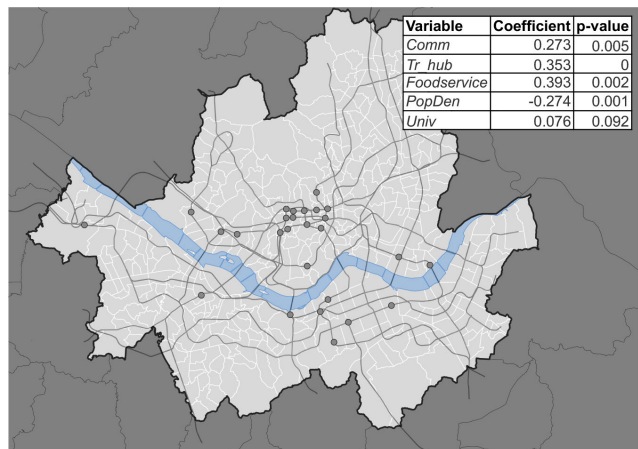 Variable Coefficient p-value
Comm 0.273 0.005
Tr_hub 0.353 0
Foodservice 0.393 0.002
PopDen -0.274 0.001
Univ 0.076 0.092